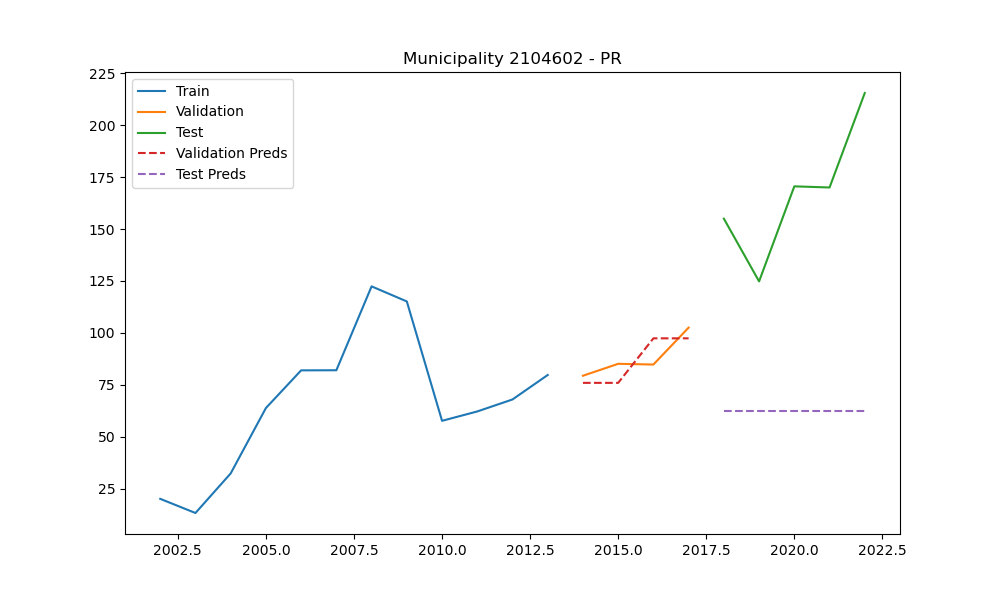 Municipality 2104602 - PR
Train
Validation
Test
Validation Preds
Test Preds
225
200
175
150
125
100
75
50
25
2002.5 2005.0 2007.5 2010.0 2012.5 2015.0 2017.5 2020.0 2022.5